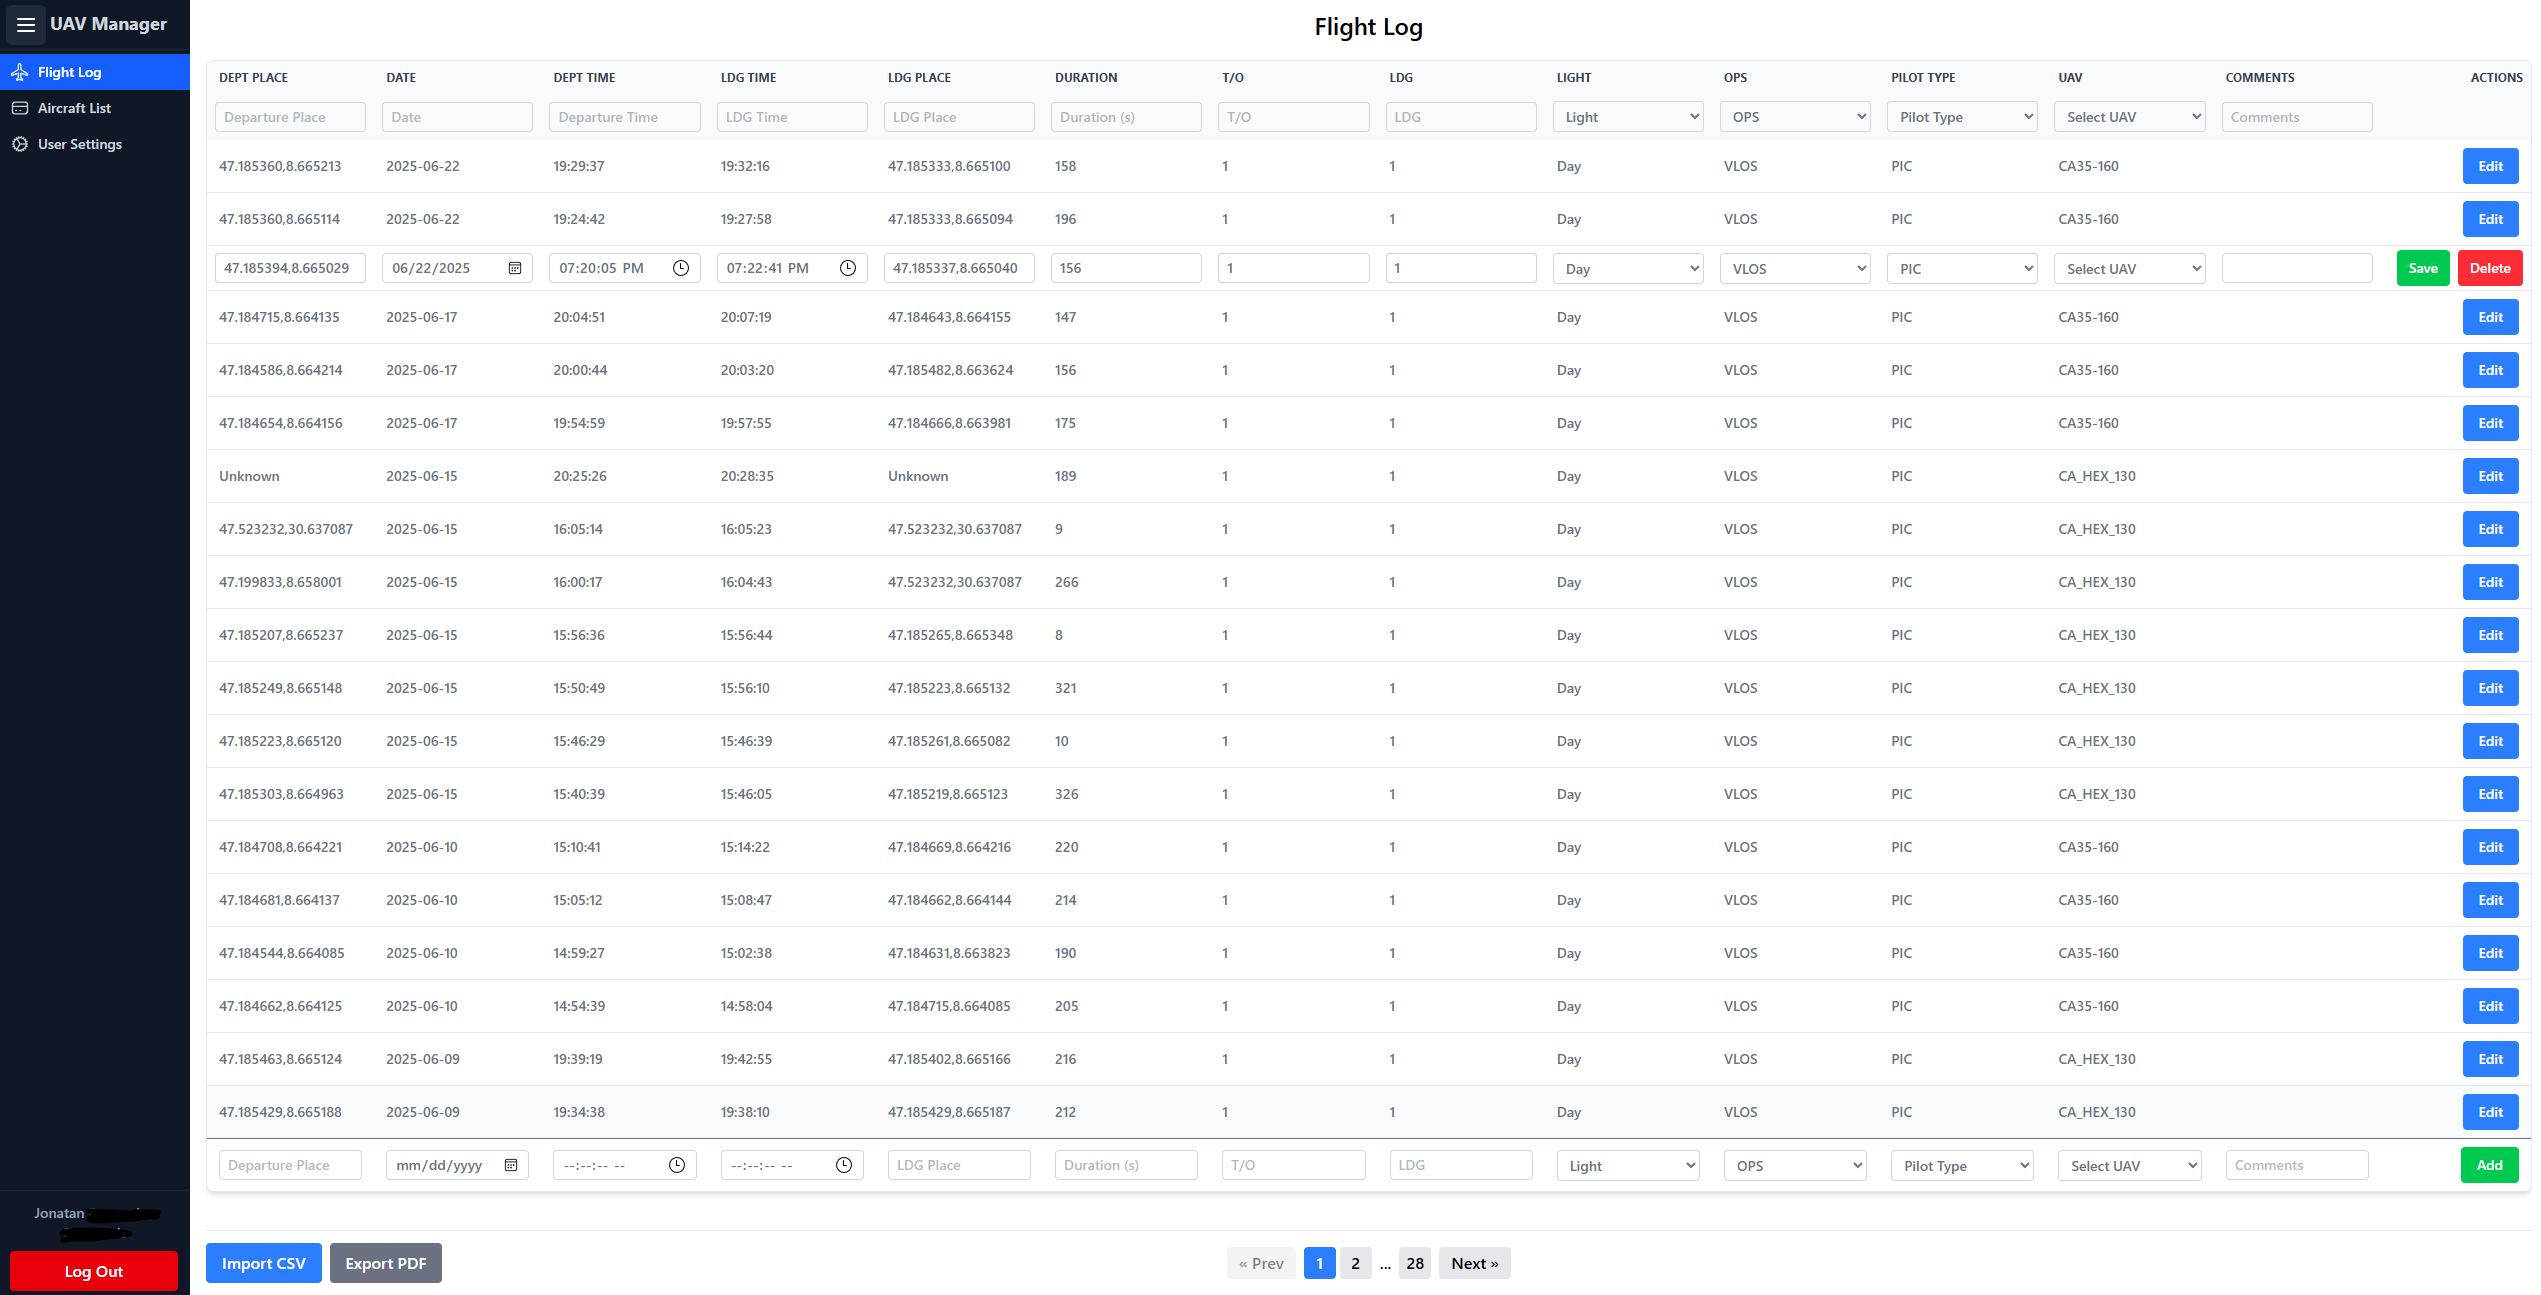 UAV Manager
Flight Log
Aircraft List
User Settings
Jonatan
Log Out
Flight Log
DEPT PLACE DATE DEPT TIME LDG TIME LDG PLACE DURATION T/O LDG LIGHT OPS PILOT TYPE UAV COMMENTS ACTIONS
Departure Place Date Departure Time LDG Time LDG Place Duration (s) T/O LDG Light OPS Pilot Type Select UAV Comments
47.185360,8.665213 2025-06-22 19:29:37 19:32:16 47.185333,8.665100 158 1 1 Day VLOS PIC CA35-160 Edit
47.185360,8.665114 2025-06-22 19:24:42 19:27:58 47.185333,8.665094 196 1 1 Day VLOS PIC CA35-160 Edit
47.185394,8.665029 06/22/2025 07:20:05 PM 07:22:41 PM 47.185337,8.665040 156 1 1 Day VLOS PIC Select UAV Save Delete
47.184715,8.664135 2025-06-17 20:04:51 20:07:19 47.184643,8.664155 147 1 1 Day VLOS PIC CA35-160 Edit
47.184586,8.664214 2025-06-17 20:00:44 20:03:20 47.185482,8.663624 156 1 1 Day VLOS PIC CA35-160 Edit
47.184654,8.664156 2025-06-17 19:54:59 19:57:55 47.184666,8.663981 175 1 1 Day VLOS PIC CA35-160 Edit
Unknown 2025-06-15 20:25:26 20:28:35 Unknown 189 1 1 Day VLOS PIC CA_HEX_130 Edit
47.523232,30.637087 2025-06-15 16:05:14 16:05:23 47.523232,30.637087 9 1 1 Day VLOS PIC CA_HEX_130 Edit
47.199833,8.658001 2025-06-15 16:00:17 16:04:43 47.523232,30.637087 266 1 1 Day VLOS PIC CA_HEX_130 Edit
47.185207,8.665237 2025-06-15 15:56:36 15:56:44 47.185265,8.665348 8 1 1 Day VLOS PIC CA_HEX_130 Edit
47.185249,8.665148 2025-06-15 15:50:49 15:56:10 47.185223,8.665132 321 1 1 Day VLOS PIC CA_HEX_130 Edit
47.185223,8.665120 2025-06-15 15:46:29 15:46:39 47.185261,8.665082 10 1 1 Day VLOS PIC CA_HEX_130 Edit
47.185303,8.664963 2025-06-15 15:40:39 15:46:05 47.185219,8.665123 326 1 1 Day VLOS PIC CA_HEX_130 Edit
47.184708,8.664221 2025-06-10 15:10:41 15:14:22 47.184669,8.664216 220 1 1 Day VLOS PIC CA35-160 Edit
47.184681,8.664137 2025-06-10 15:05:12 15:08:47 47.184662,8.664144 214 1 1 Day VLOS PIC CA35-160 Edit
47.184544,8.664085 2025-06-10 14:59:27 15:02:38 47.184631,8.663823 190 1 1 Day VLOS PIC CA35-160 Edit
47.184662,8.664125 2025-06-10 14:54:39 14:58:04 47.184715,8.664085 205 1 1 Day VLOS PIC CA35-160 Edit
47.185463,8.665124 2025-06-09 19:39:19 19:42:55 47.185402,8.665166 216 1 1 Day VLOS PIC CA_HEX_130 Edit
47.185429,8.665188 2025-06-09 19:34:38 19:38:10 47.185429,8.665187 212 1 1 Day VLOS PIC CA_HEX_130 Edit
Departure Place mm/dd/yyyy --:--:-- -- --:--:-- -- LDG Place Duration (s) T/O LDG Light OPS Pilot Type Select UAV Comments Add
Import CSV Export PDF « Prev 1 2 ... 28 Next »